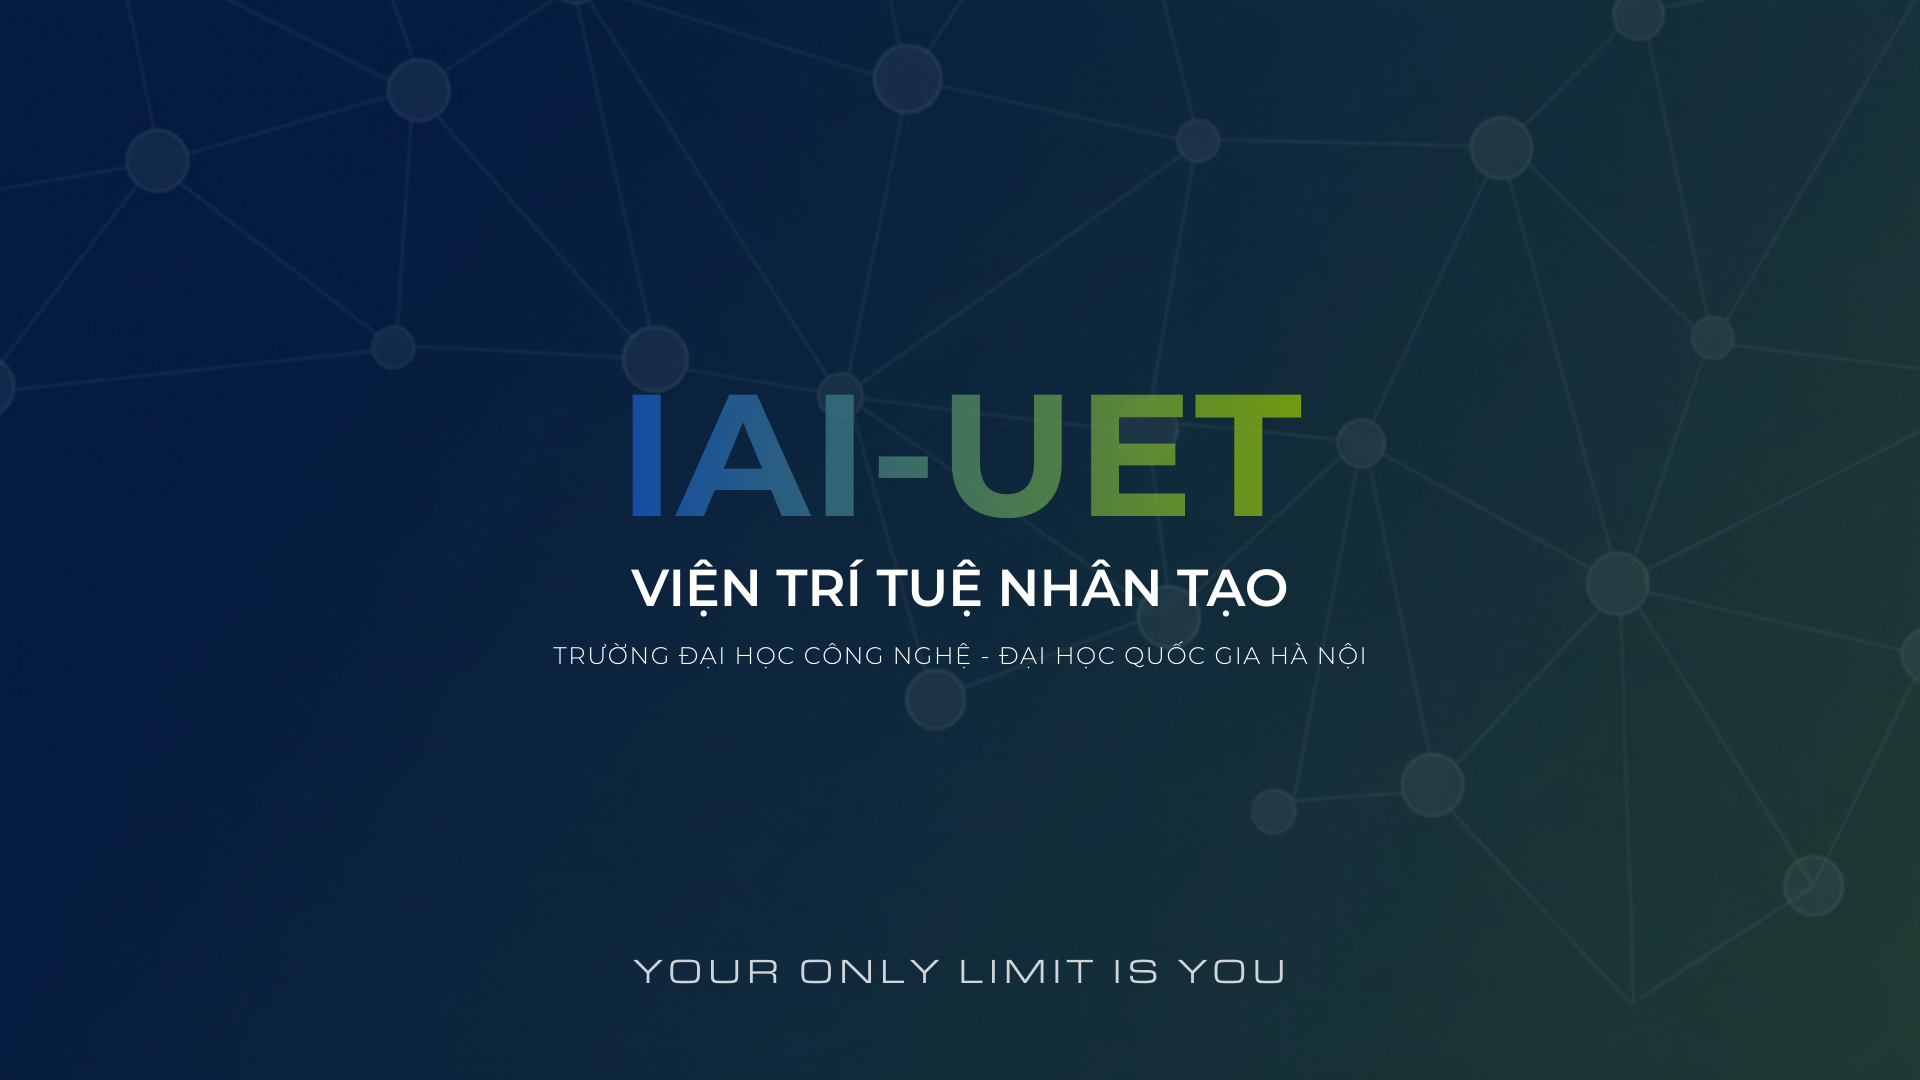 IAI-UET
VIỆN TRÍ TUỆ NHÂN TẠO
TRƯỜNG ĐẠI HỌC CÔNG NGHỆ - ĐẠI HỌC QUỐC GIA HÀ NỘI
YOUR ONLY LIMIT IS YOU